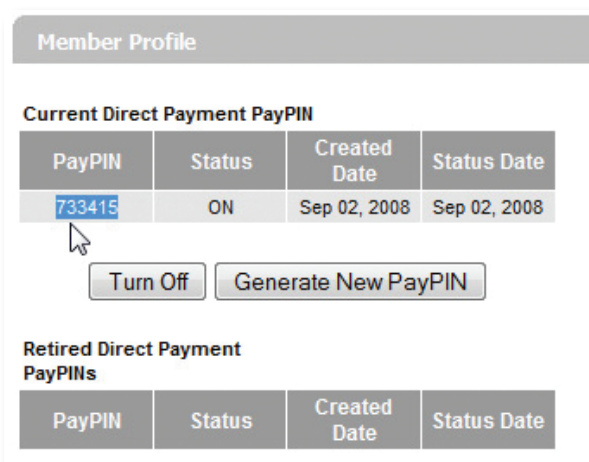 Member Profile
Current Direct Payment PayPIN
PayPIN Status Created Date Status Date
733415 ON Sep 02, 2008 Sep 02, 2008
Turn Off Generate New PayPIN
Retired Direct Payment
PayPINs
PayPIN Status Created Date Status Date